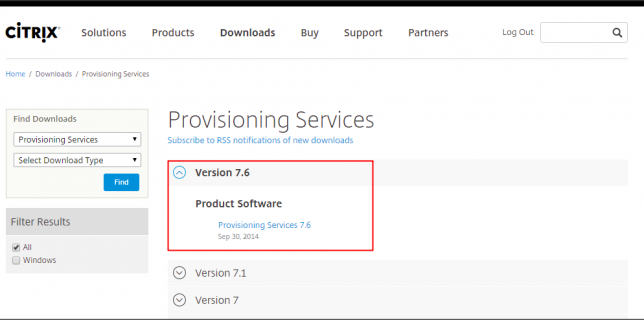 CITRIX
Solutions Products Downloads Buy Support Partners Log Out
Home / Downloads / Provisioning Services
Find Downloads
Provisioning Services
Select Download Type
Find
Filter Results
All
Windows
Provisioning Services
Subscribe to RSS notifications of new downloads
Version 7.6
Product Software
Provisioning Services 7.6
Sep 30, 2014
Version 7.1
Version 7